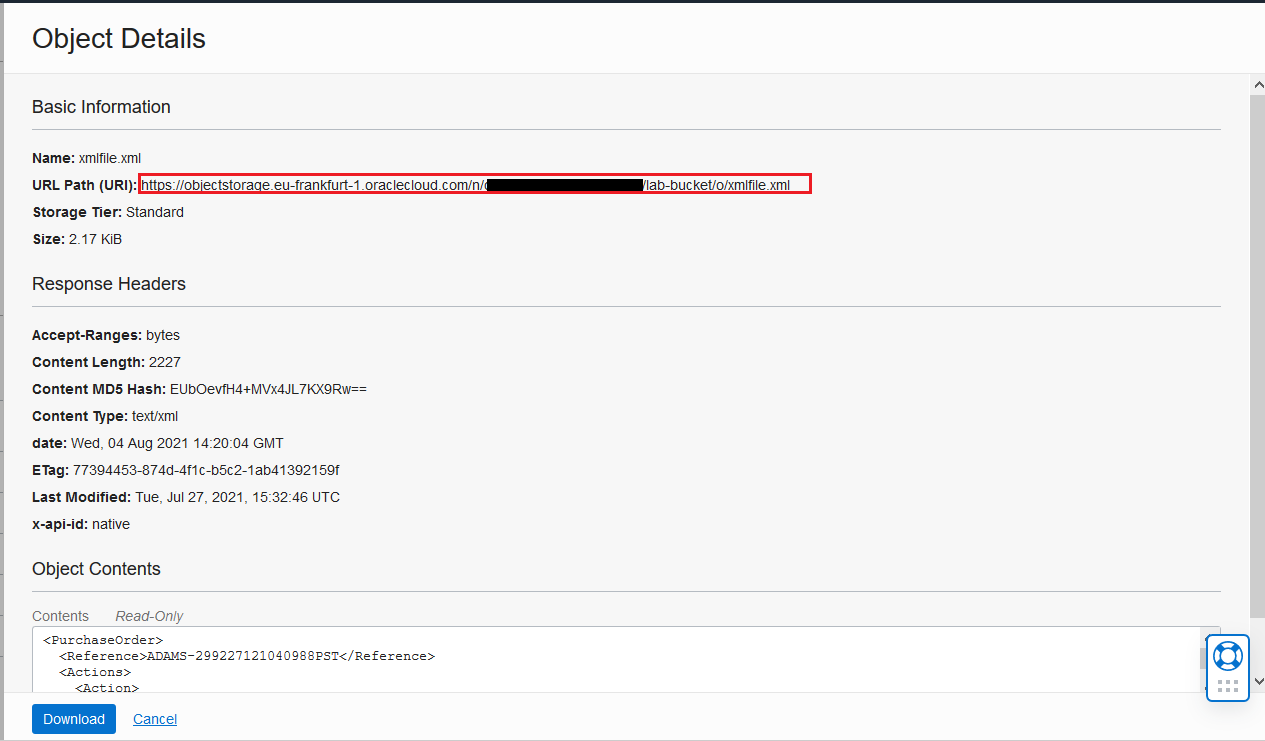 Object Details
Basic Information
Name: xmlfile.xml
URL Path (URI): https://objectstorage.eu-frankfurt-1.oraclecloud.com/n/ /lab-bucket/o/xmlfile.xml
Storage Tier: Standard
Size: 2.17 KiB
Response Headers
Accept-Ranges: bytes
Content Length: 2227
Content MD5 Hash: EUbOevfH4+MVx4JL7KX9Rw==
Content Type: text/xml
date: Wed, 04 Aug 2021 14:20:04 GMT
ETag: 77394453-874d-4f1c-b5c2-1ab41392159f
Last Modified: Tue, Jul 27, 2021, 15:32:46 UTC
x-api-id: native
Object Contents
Contents Read-Only
<PurchaseOrder>
<Reference>ADAMS-299227121040988PST</Reference>
<Actions>
<Action>
Download Cancel